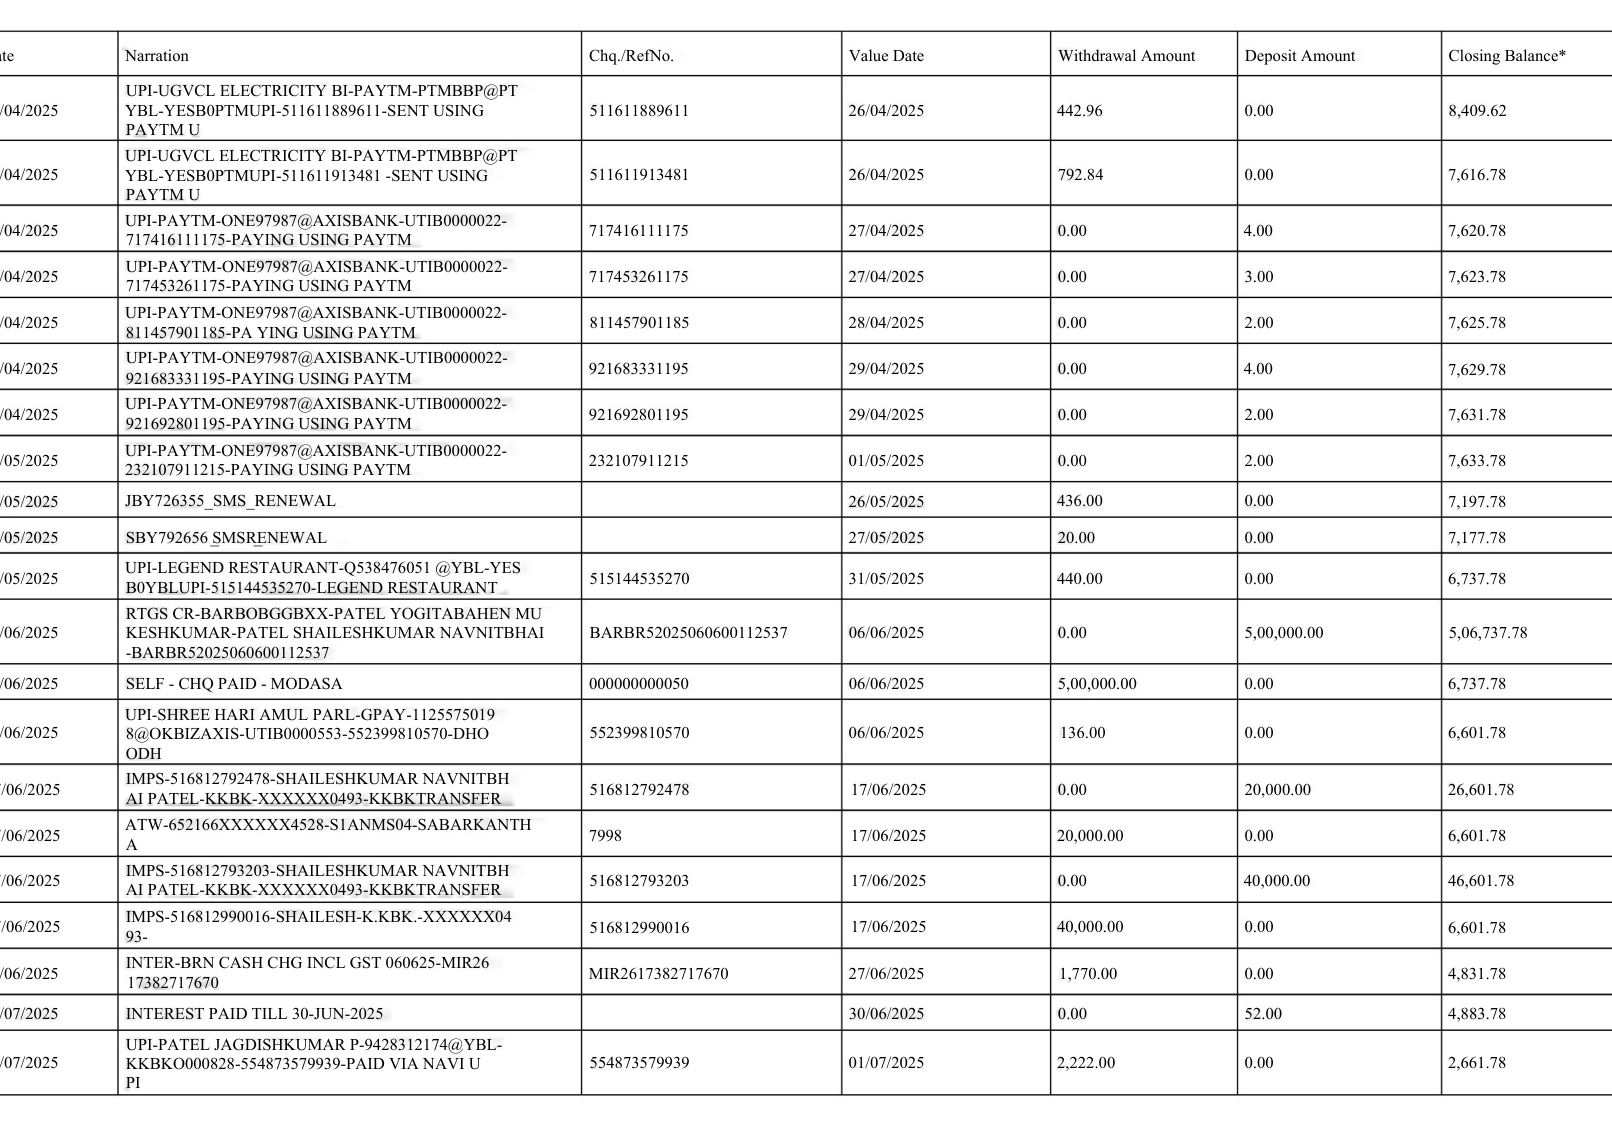 ate Narration Chq./RefNo. Value Date Withdrawal Amount Deposit Amount Closing Balance*
UPI-UGVCL ELECTRICITY BI-PAYTM-PTMBBP@PT
/04/2025 YBL-YESB0PTMUPI-511611889611-SENT USING 511611889611 26/04/2025 442.96 0.00 8,409.62
PAYTM U
UPI-UGVCL ELECTRICITY BI-PAYTM-PTMBBP@PT
/04/2025 YBL-YESB0PTMUPI-511611913481 -SENT USING 511611913481 26/04/2025 792.84 0.00 7,616.78
PAYTM U
UPI-PAYTM-ONE97987@AXISBANK-UTIB0000022-
/04/2025 717416111175-PAYING USING PAYTM 717416111175 27/04/2025 0.00 4.00 7,620.78
UPI-PAYTM-ONE97987@AXISBANK-UTIB0000022-
/04/2025 717453261175-PAYING USING PAYTM 717453261175 27/04/2025 0.00 3.00 7,623.78
UPI-PAYTM-ONE97987@AXISBANK-UTIB0000022-
/04/2025 811457901185-PA YING USING PAYTM 811457901185 28/04/2025 0.00 2.00 7,625.78
UPI-PAYTM-ONE97987@AXISBANK-UTIB0000022-
/04/2025 921683331195-PAYING USING PAYTM 921683331195 29/04/2025 0.00 4.00 7,629.78
UPI-PAYTM-ONE97987@AXISBANK-UTIB0000022-
/04/2025 921692801195-PAYING USING PAYTM 921692801195 29/04/2025 0.00 2.00 7,631.78
UPI-PAYTM-ONE97987@AXISBANK-UTIB0000022-
/05/2025 232107911215-PAYING USING PAYTM 232107911215 01/05/2025 0.00 2.00 7,633.78
/05/2025 JBY726355_SMS_RENEWAL 26/05/2025 436.00 0.00 7,197.78
/05/2025 SBY792656_SMSRENEWAL 27/05/2025 20.00 0.00 7,177.78
UPI-LEGEND RESTAURANT-Q538476051 @YBL-YES
/05/2025 B0YBLUPI-515144535270-LEGEND RESTAURANT 515144535270 31/05/2025 440.00 0.00 6,737.78
RTGS CR-BARBOBGGBXX-PATEL YOGITABAHEN MU
/06/2025 KESHKUMAR-PATEL SHAILESHKUMAR NAVNITBHAI BARBR52025060600112537 06/06/2025 0.00 5,00,000.00 5,06,737.78
-BARBR52025060600112537
/06/2025 SELF - CHQ PAID - MODASA 000000000050 06/06/2025 5,00,000.00 0.00 6,737.78
UPI-SHREE HARI AMUL PARL-GPAY-1125575019
/06/2025 8@OKBIZAXIS-UTIB0000553-552399810570-DHO 552399810570 06/06/2025 136.00 0.00 6,601.78
ODH
IMPS-516812792478-SHAILESHKUMAR NAVNITBH
/06/2025 AI PATEL-KKBK-XXXXXX0493-KKBKTRANSFER 516812792478 17/06/2025 0.00 20,000.00 26,601.78
ATW-652166XXXXXX4528-S1ANMS04-SABARKANTH
/06/2025 A 7998 17/06/2025 20,000.00 0.00 6,601.78
IMPS-516812793203-SHAILESHKUMAR NAVNITBH
/06/2025 AI PATEL-KKBK-XXXXXX0493-KKBKTRANSFER 516812793203 17/06/2025 0.00 40,000.00 46,601.78
IMPS-516812990016-SHAILESH-K.KBK.-XXXXXX04
/06/2025 93- 516812990016 17/06/2025 40,000.00 0.00 6,601.78
INTER-BRN CASH CHG INCL GST 060625-MIR26
/06/2025 17382717670 MIR2617382717670 27/06/2025 1,770.00 0.00 4,831.78
/07/2025 INTEREST PAID TILL 30-JUN-2025 30/06/2025 0.00 52.00 4,883.78
UPI-PATEL JAGDISHKUMAR P-9428312174@YBL-
/07/2025 KKBKO000828-554873579939-PAID VIA NAVI U 554873579939 01/07/2025 2,222.00 0.00 2,661.78
PI